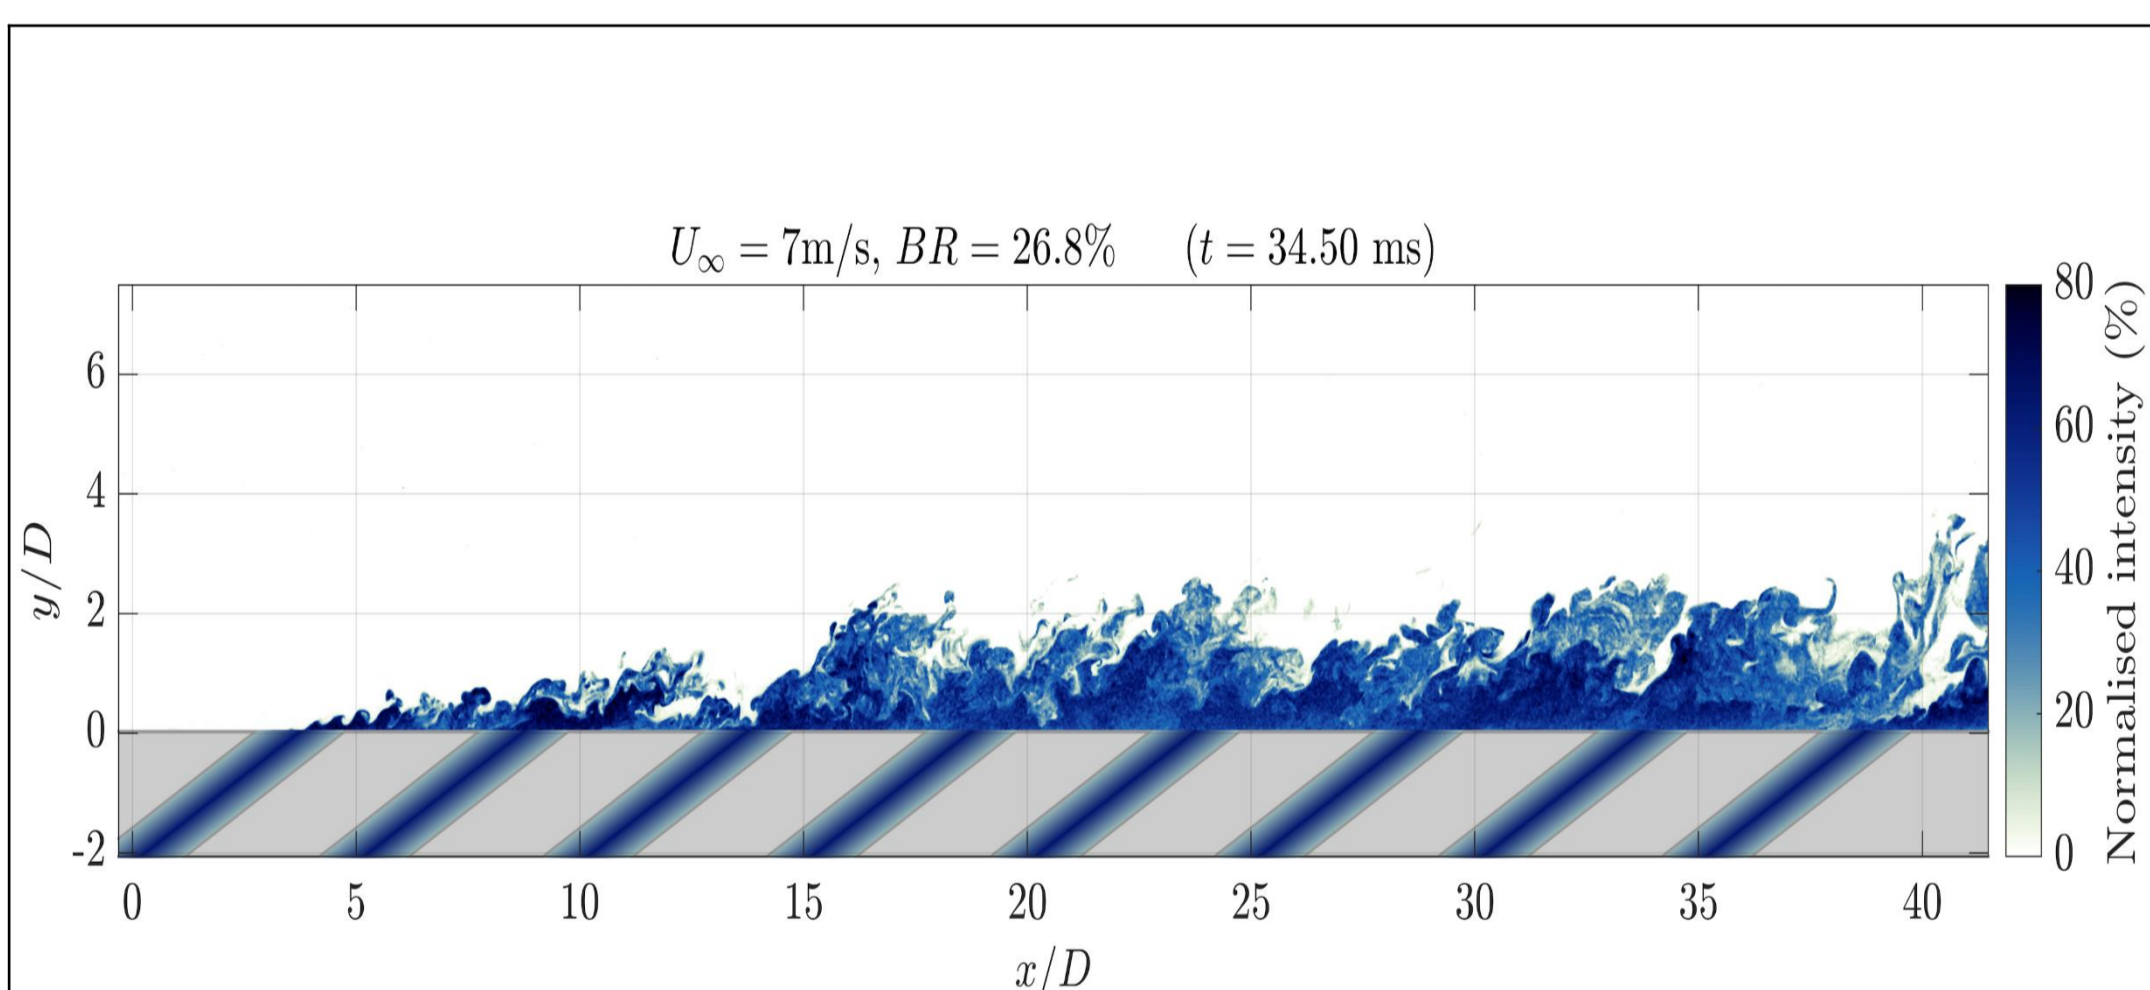 U∞ = 7m/s, BR = 26.8% (t = 34.50 ms)
80
60
40
20
0
Normalised intensity (%)
6
4
2
0
-2
y/D
0 5 10 15 20 25 30 35 40
x/D